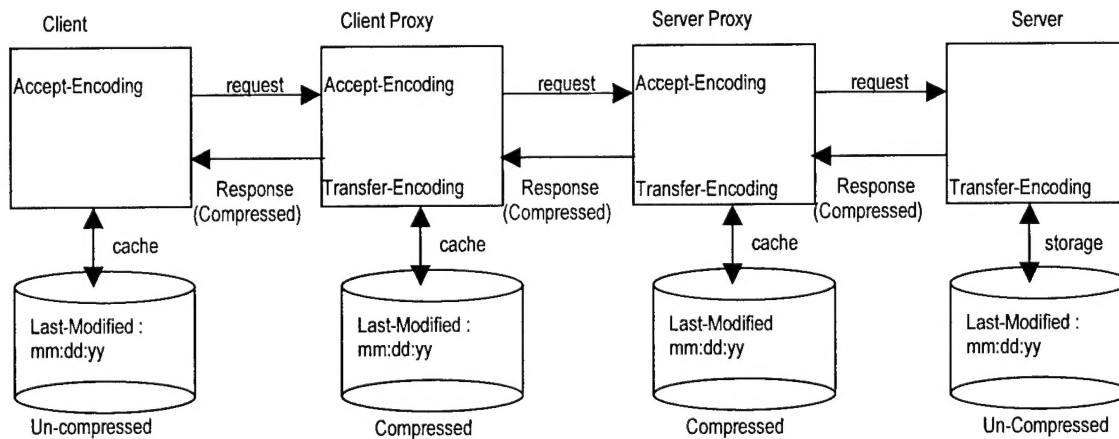 Client
Client Proxy
Server Proxy
Server
Accept-Encoding
request
Accept-Encoding
request
Accept-Encoding
request
Response
(Compressed)
Transfer-Encoding
Response
(Compressed)
Transfer-Encoding
Response
(Compressed)
Transfer-Encoding
cache
cache
cache
storage
Last-Modified :
mm:dd:yy
Last-Modified :
mm:dd:yy
Last-Modified
mm:dd:yy
Last-Modified :
mm:dd:yy
Un-compressed
Compressed
Compressed
Un-Compressed